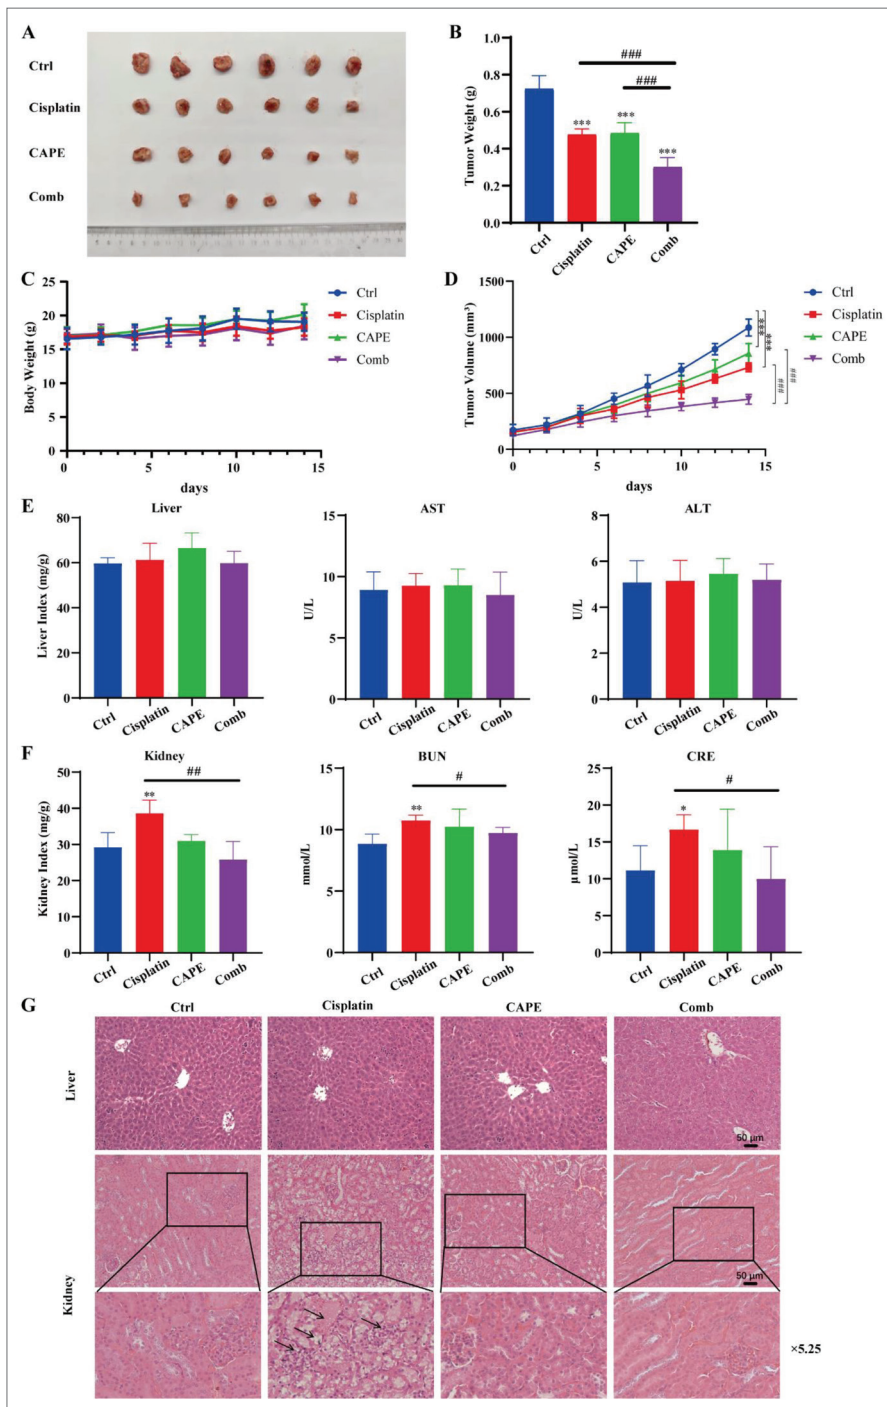 A
Ctrl
Cisplatin
CAPE
Comb
B
Tumor Weight (g)
1.0
0.8
0.6
0.4
0.2
0.0
###
###
***
***
***
Ctrl
Cisplatin
CAPE
Comb
C
Body Weight (g)
25
20
15
10
5
0
0
5
10
15
days
Ctrl
Cisplatin
CAPE
Comb
D
Tumor Volume (mm³)
1500
1000
500
0
0
5
10
15
days
Ctrl
Cisplatin
CAPE
Comb
***
***
###
###
E
Liver
Liver Index (mg/g)
80
60
40
20
0
Ctrl
Cisplatin
CAPE
Comb
AST
U/L
15
10
5
0
Ctrl
Cisplatin
CAPE
Comb
ALT
U/L
8
6
4
2
0
Ctrl
Cisplatin
CAPE
Comb
F
Kidney
Kidney Index (mg/g)
50
40
30
20
10
0
**
##
Ctrl
Cisplatin
CAPE
Comb
BUN
mmol/L
15
10
5
0
**
#
Ctrl
Cisplatin
CAPE
Comb
CRE
μmol/L
25
20
15
10
5
0
*
#
Ctrl
Cisplatin
CAPE
Comb
G
Ctrl Cisplatin CAPE Comb
Liver
50 μm
Kidney
50 μm
×5.25